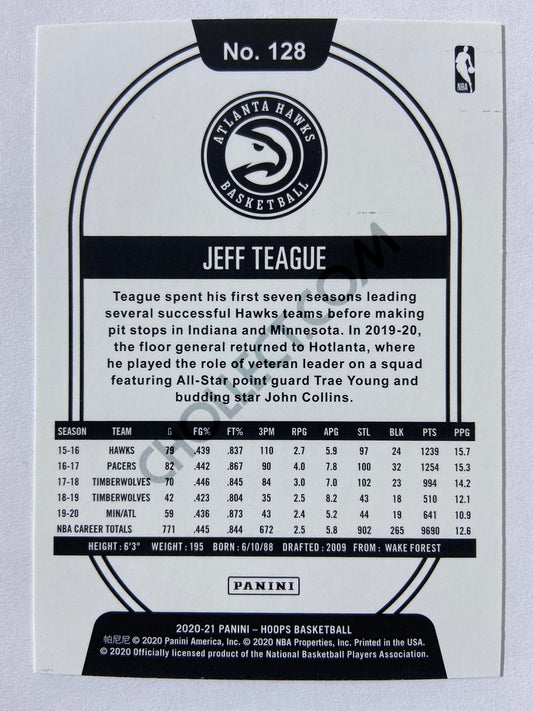 No. 128
NBA
ATLANTA HAWKS
BASKETBALL
JEFF TEAGUE
Teague spent his first seven seasons leading
several successful Hawks teams before making
pit stops in Indiana and Minnesota. In 2019-20,
the floor general returned to Hotlanta, where
he played the role of veteran leader on a squad
featuring All-Star point guard Trae Young and
budding star John Collins.
CHOLLECT.COM
SEASON TEAM G FG% FT% 3PM RPG APG STL BLK PTS PPG
15-16 HAWKS 79 .439 .837 110 2.7 5.9 97 24 1239 15.7
16-17 PACERS 82 .442 .867 90 4.0 7.8 100 32 1254 15.3
17-18 TIMBERWOLVES 70 .446 .845 84 3.0 7.0 102 23 994 14.2
18-19 TIMBERWOLVES 42 .423 .804 35 2.5 8.2 43 18 510 12.1
19-20 MIN/ATL 59 .436 .873 43 2.4 5.2 44 19 641 10.9
NBA CAREER TOTALS 771 .445 .844 672 2.5 5.8 902 265 9690 12.6
HEIGHT: 6'3" WEIGHT: 195 BORN: 6/10/88 DRAFTED: 2009 FROM: WAKE FOREST
PANINI
2020-21 PANINI – HOOPS BASKETBALL
帕尼尼 © 2020 Panini America, Inc. © 2020 NBA Properties, Inc. Printed in the USA.
© 2020 Officially licensed product of the National Basketball Players Association.